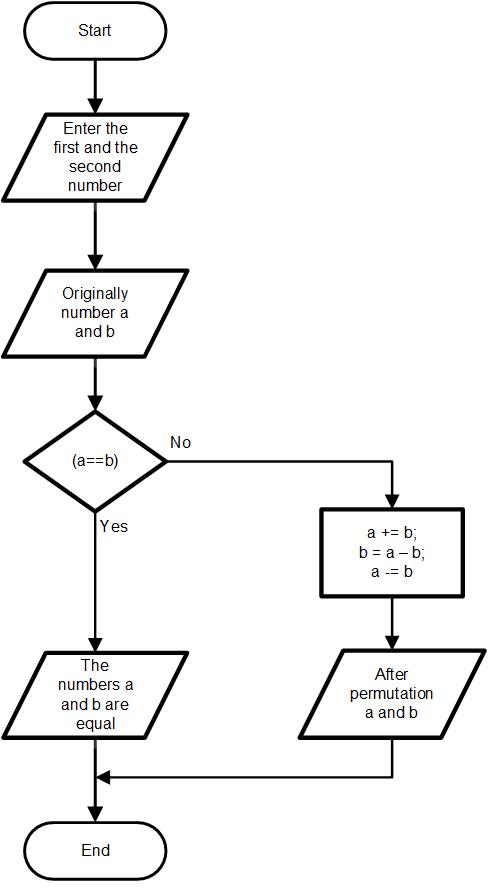 Start
Enter the
first and the
second
number
Originally
number a
and b
(a==b)
No
Yes
a += b;
b = a – b;
a -= b
The
numbers a
and b are
equal
After
permutation
a and b
End